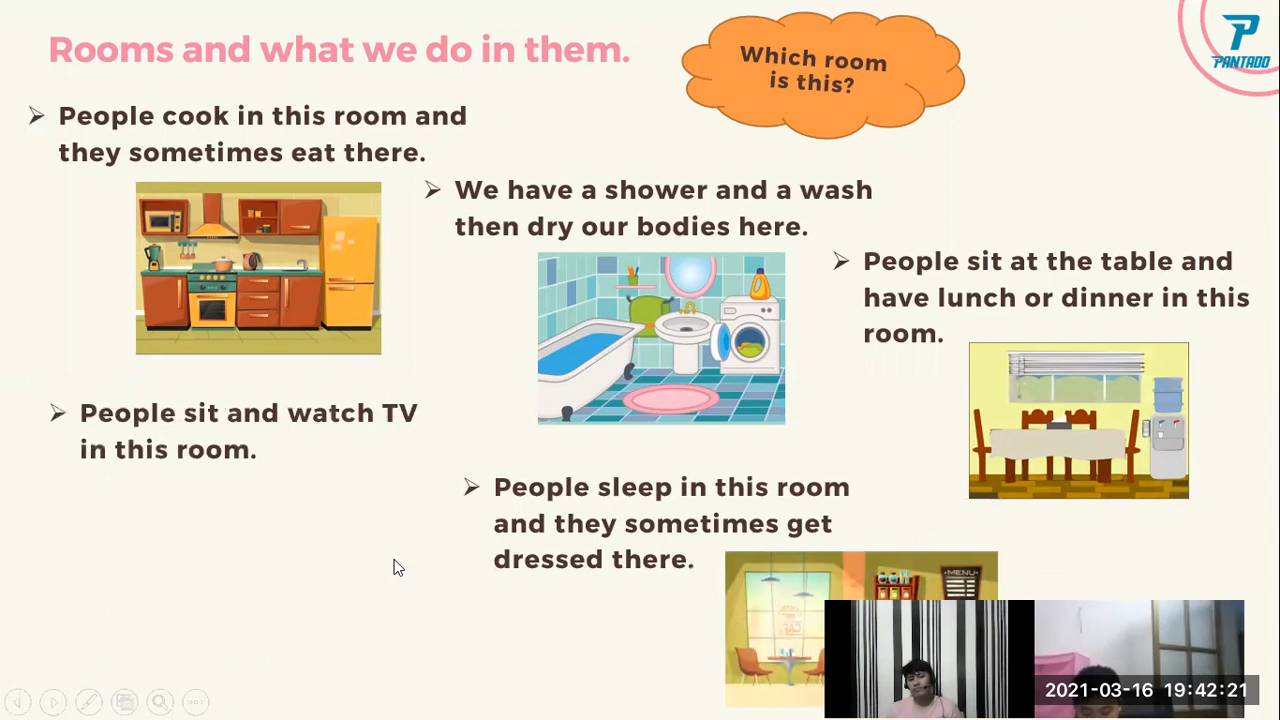 Rooms and what we do in them.
Which room
is this?
PANTADO
People cook in this room and
they sometimes eat there.
We have a shower and a wash
then dry our bodies here.
People sit at the table and
have lunch or dinner in this
room.
People sit and watch TV
in this room.
People sleep in this room
and they sometimes get
dressed there.
MENU
2021-03-16 19:42:21